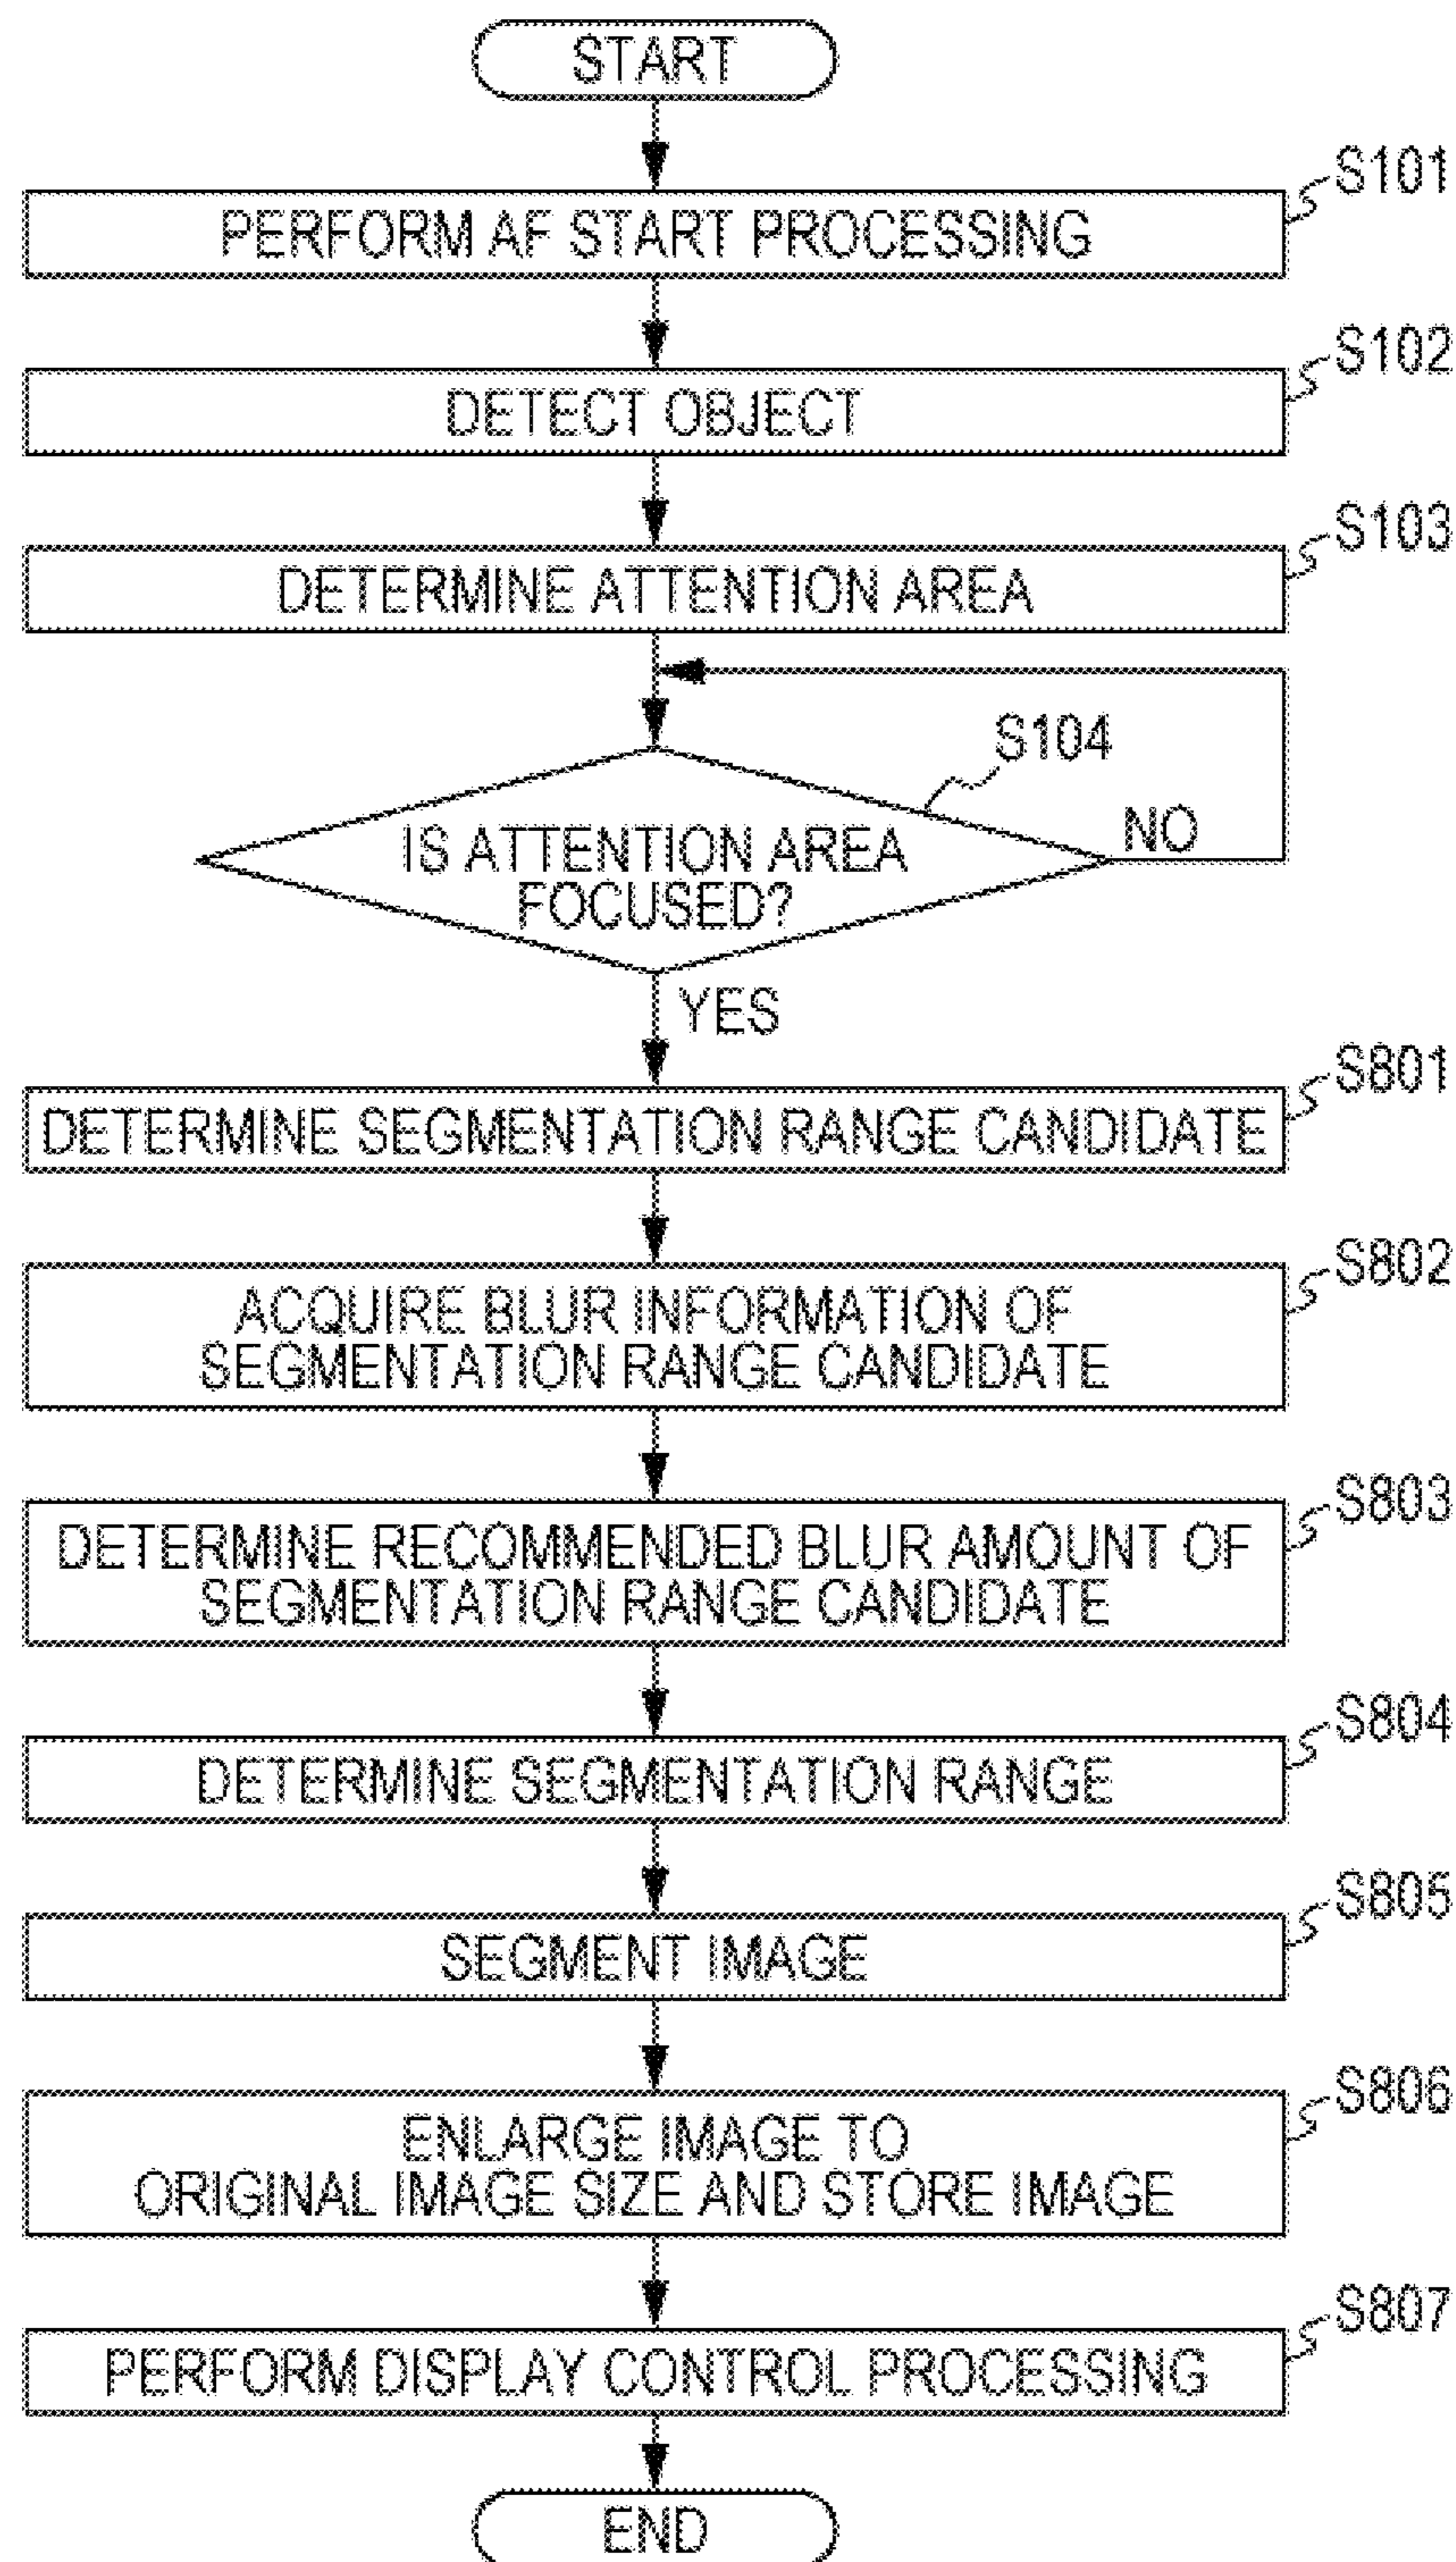 START
S101
PERFORM AF START PROCESSING
S102
DETECT OBJECT
S103
DETERMINE ATTENTION AREA
S104
IS ATTENTION AREA
FOCUSED?
NO
YES
S801
DETERMINE SEGMENTATION RANGE CANDIDATE
S802
ACQUIRE BLUR INFORMATION OF
SEGMENTATION RANGE CANDIDATE
S803
DETERMINE RECOMMENDED BLUR AMOUNT OF
SEGMENTATION RANGE CANDIDATE
S804
DETERMINE SEGMENTATION RANGE
S805
SEGMENT IMAGE
S806
ENLARGE IMAGE TO
ORIGINAL IMAGE SIZE AND STORE IMAGE
S807
PERFORM DISPLAY CONTROL PROCESSING
END